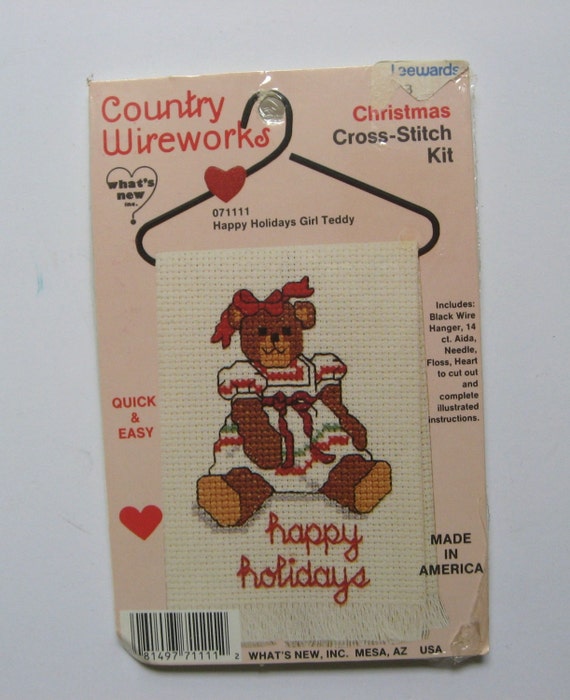 Leewards
Country
Wireworks
Christmas
Cross-Stitch
Kit
what's
new
inc.
071111
Happy Holidays Girl Teddy
Includes:
Black Wire
Hanger, 14
ct. Aida,
Needle,
Floss, Heart
to cut out
and
complete
illustrated
instructions.
QUICK
&
EASY
happy
holidays
MADE
IN
AMERICA
81497 71111 2
WHAT'S NEW, INC. MESA, AZ USA